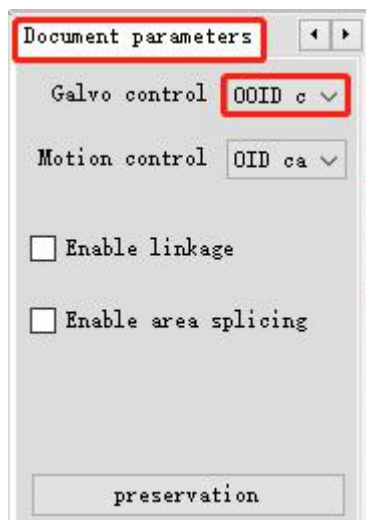 Document parameters
Galvo control OOID c
Motion control OID ca
Enable linkage
Enable area splicing
preservation